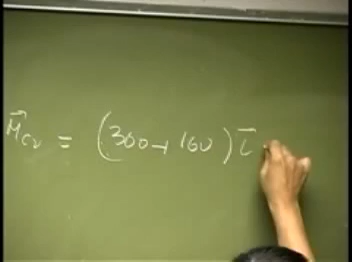 M⃗cv = (300+160) i⃗